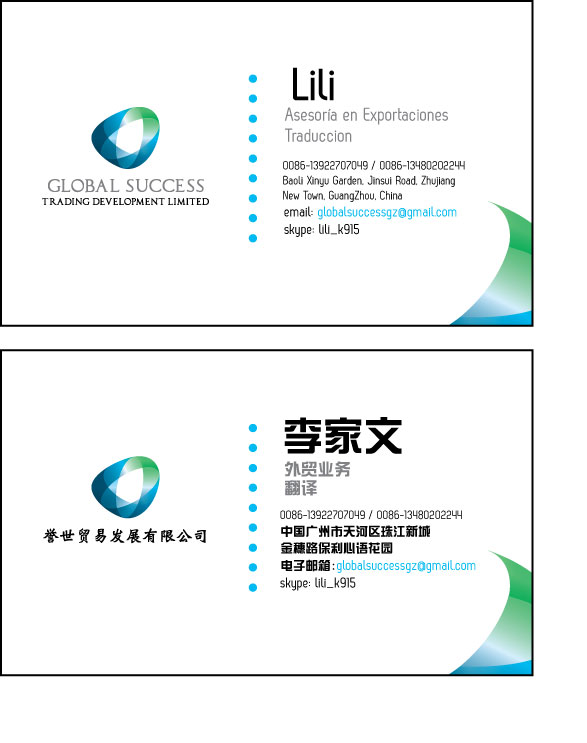 Lili
Asesoría en Exportaciones
Traduccion
GLOBAL SUCCESS
TRADING DEVELOPMENT LIMITED
0086-13922707049 / 0086-13480202244
Baoli Xinyu Garden, Jinsui Road, Zhujiang
New Town, GuangZhou, China
email: globalsuccessgz@gmail.com
skype: lili_k915
李家文
外贸业务
翻译
誉世贸易发展有限公司
0086-13922707049 / 0086-13480202244
中国广州市天河区珠江新城
金穗路保利心语花园
电子邮箱:globalsuccessgz@gmail.com
skype: lili_k915